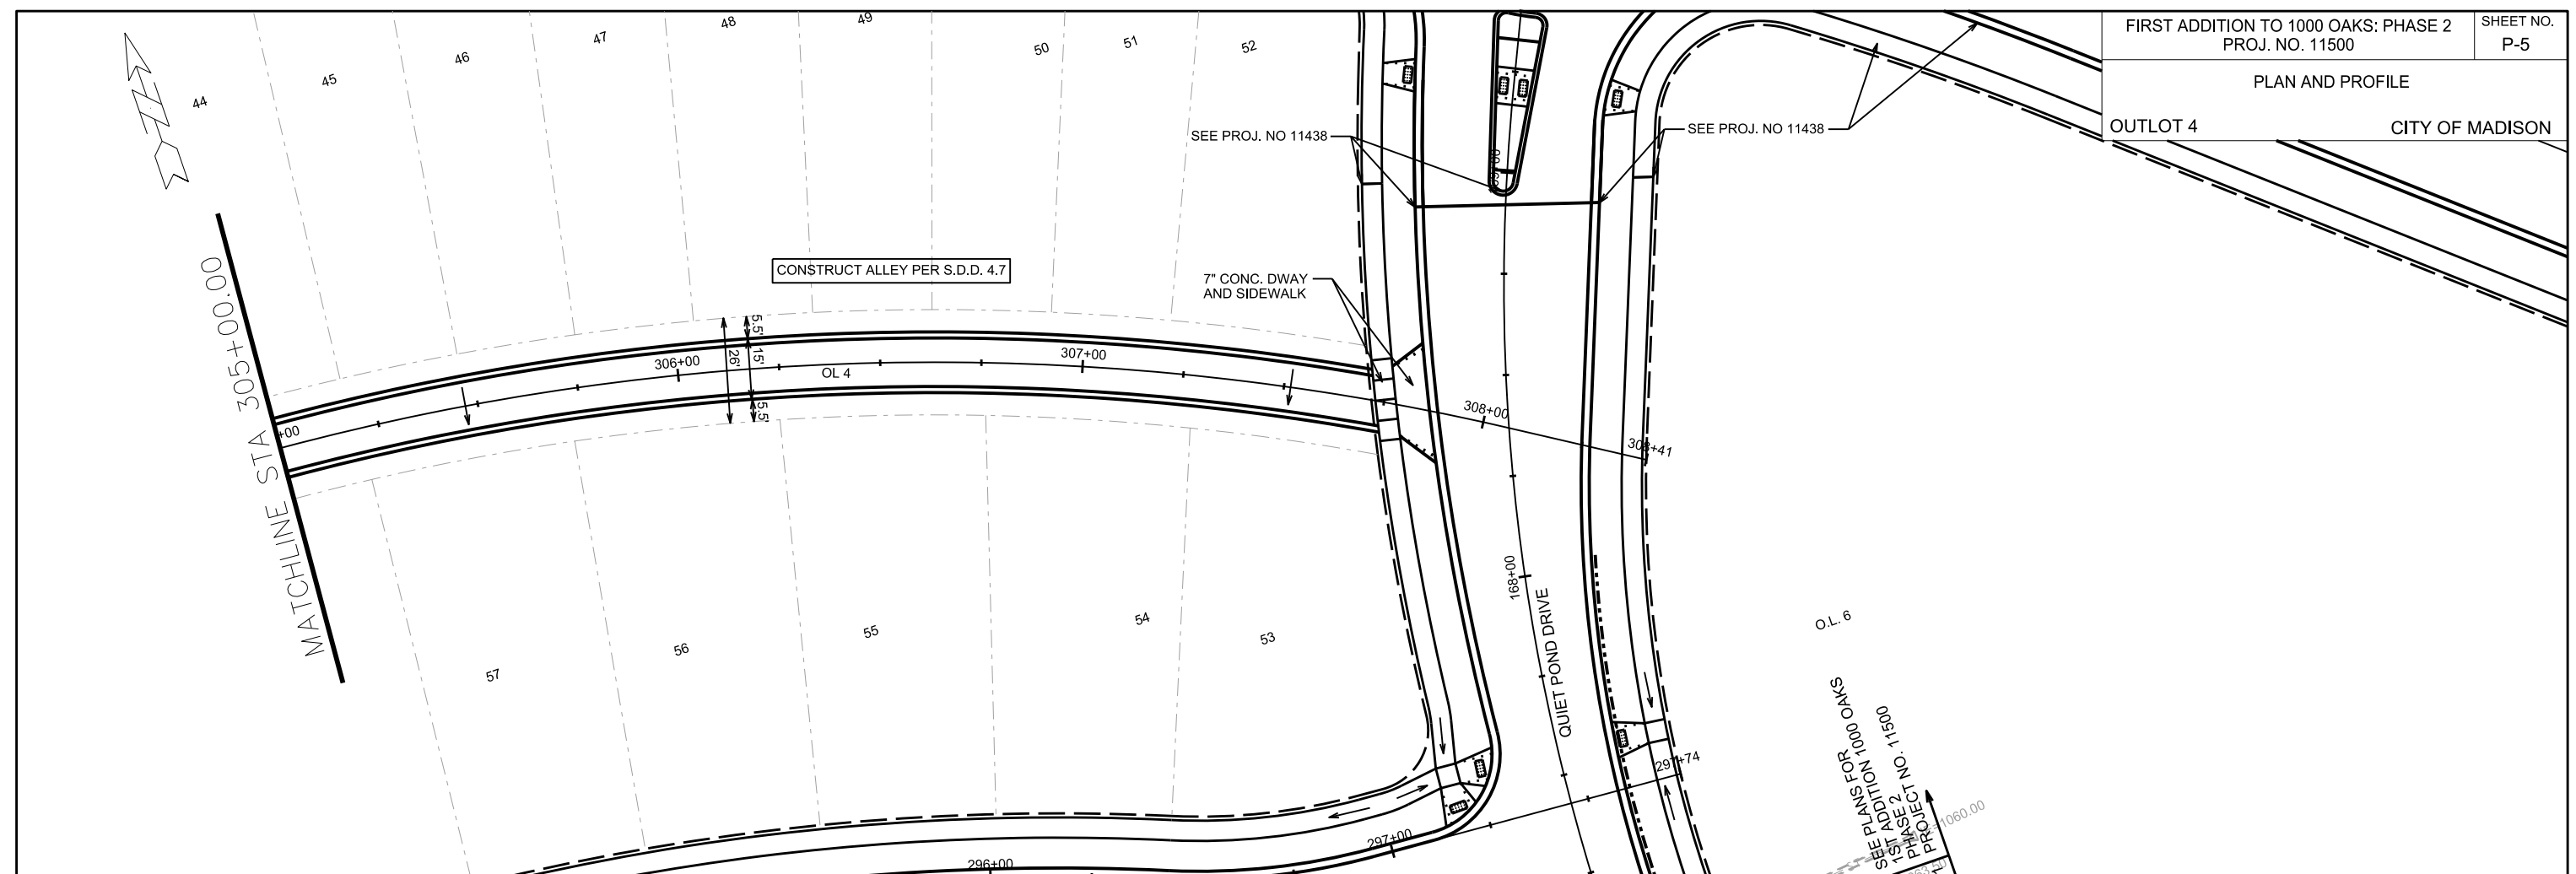 FIRST ADDITION TO 1000 OAKS: PHASE 2
PROJ. NO. 11500
SHEET NO.
P-5
PLAN AND PROFILE
OUTLOT 4
CITY OF MADISON
44
45
46
47
48
49
50
51
52
SEE PROJ. NO 11438
SEE PROJ. NO 11438
CONSTRUCT ALLEY PER S.D.D. 4.7
7" CONC. DWAY
AND SIDEWALK
MATCHLINE STA 305+00.00
+00
306+00
OL 4
307+00
308+00
308+41
5.5'
15'
26'
5.5'
168+00
QUIET POND DRIVE
57
56
55
54
53
O.L. 6
296+00
297+00
297+74
SEE PLANS FOR
1ST ADDITION 1000 OAKS
PHASE 2
PROJECT NO. 11500
=1060.00